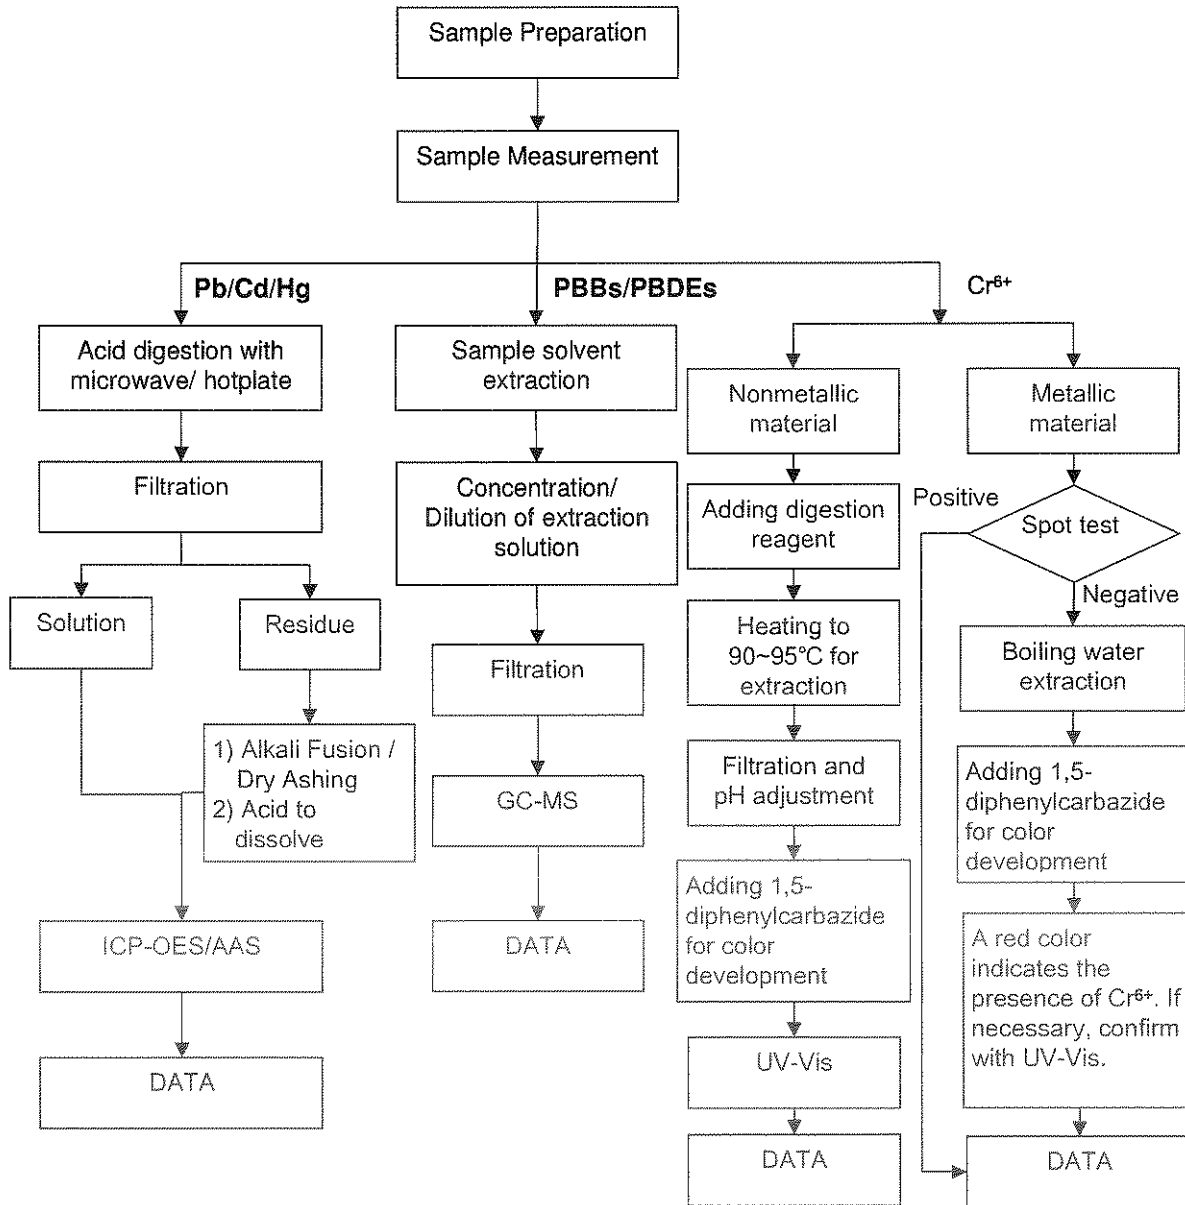 Sample Preparation
Sample Measurement
Pb/Cd/Hg
PBBs/PBDEs
Cr⁶⁺
Acid digestion with
microwave/ hotplate
Filtration
Solution
Residue
1) Alkali Fusion /
Dry Ashing
2) Acid to
dissolve
ICP-OES/AAS
DATA
Sample solvent
extraction
Concentration/
Dilution of extraction
solution
Filtration
GC-MS
DATA
Nonmetallic
material
Adding digestion
reagent
Heating to
90~95°C for
extraction
Filtration and
pH adjustment
Adding 1,5-
diphenylcarbazide
for color
development
UV-Vis
DATA
Metallic
material
Positive
Spot test
Negative
Boiling water
extraction
Adding 1,5-
diphenylcarbazide
for color
development
A red color
indicates the
presence of Cr⁶⁺. If
necessary, confirm
with UV-Vis.
DATA